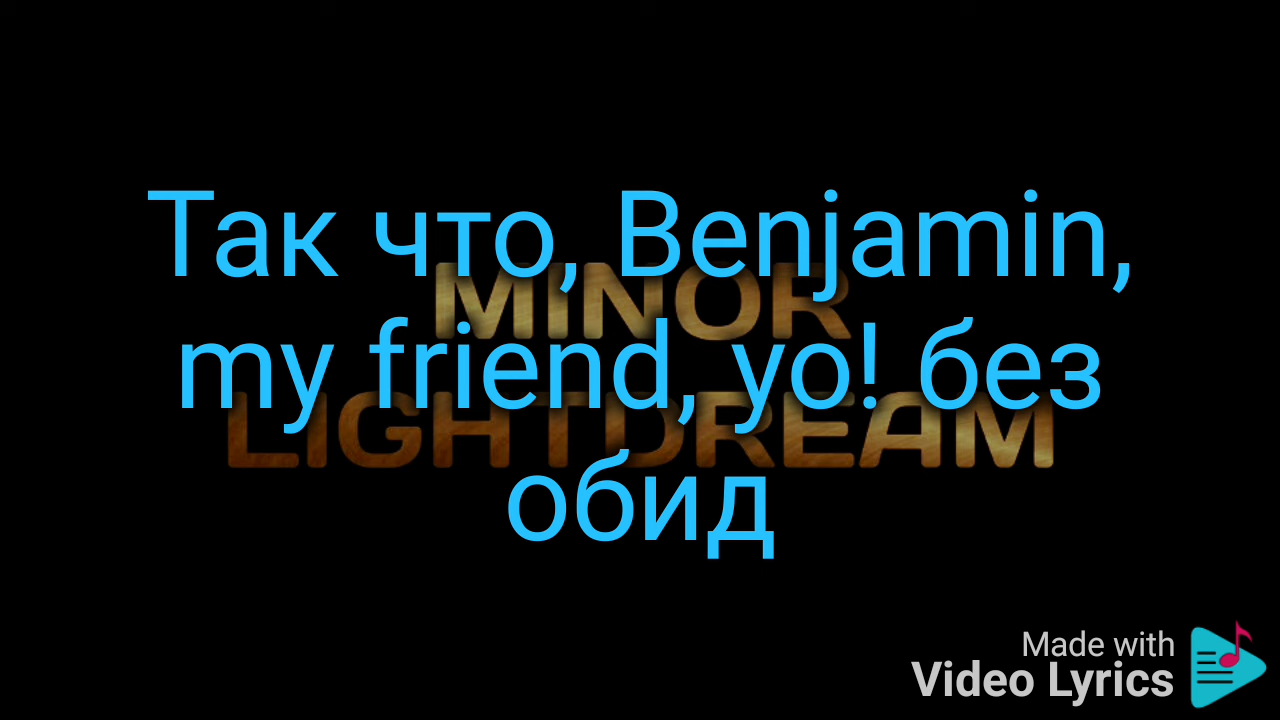 Так что, Benjamin,
MINOR
my friend, yo! без
LIGHTDREAM
обид
Made with
Video Lyrics